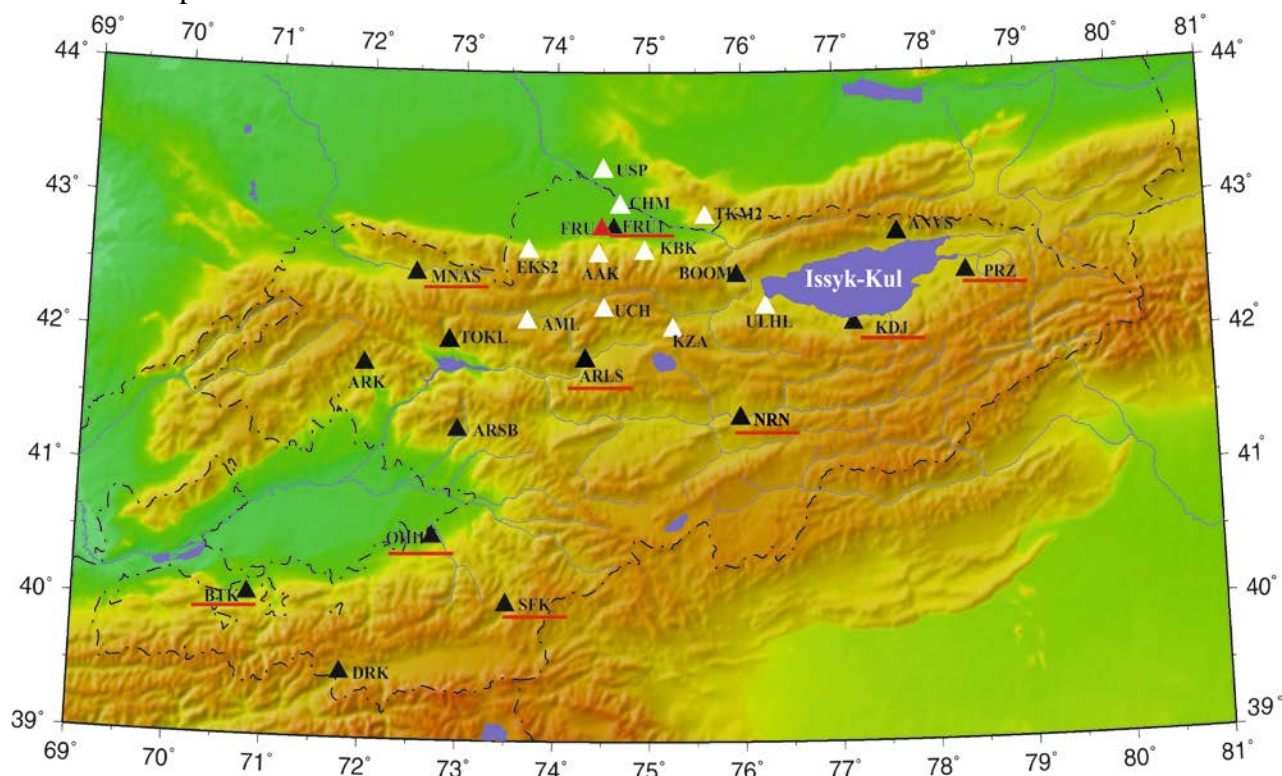 69° 70° 71° 72° 73° 74° 75° 76° 77° 78° 79° 80° 81°
44° 44°
USP
43° 43°
CHM
TKM2
FRU FRU1
ANVS
EKS2 AAK KBK
BOOM
MNAS
Issyk-Kul
PRZ
42° 42°
AML UCH
ULHL
KDJ
TOKL
KZA
ARK
ARLS
NRN
ARSB
41° 41°
40° 40°
BTK
SFK
DRK
39° 39°
69° 70° 71° 72° 73° 74° 75° 76° 77° 78° 79° 80° 81°